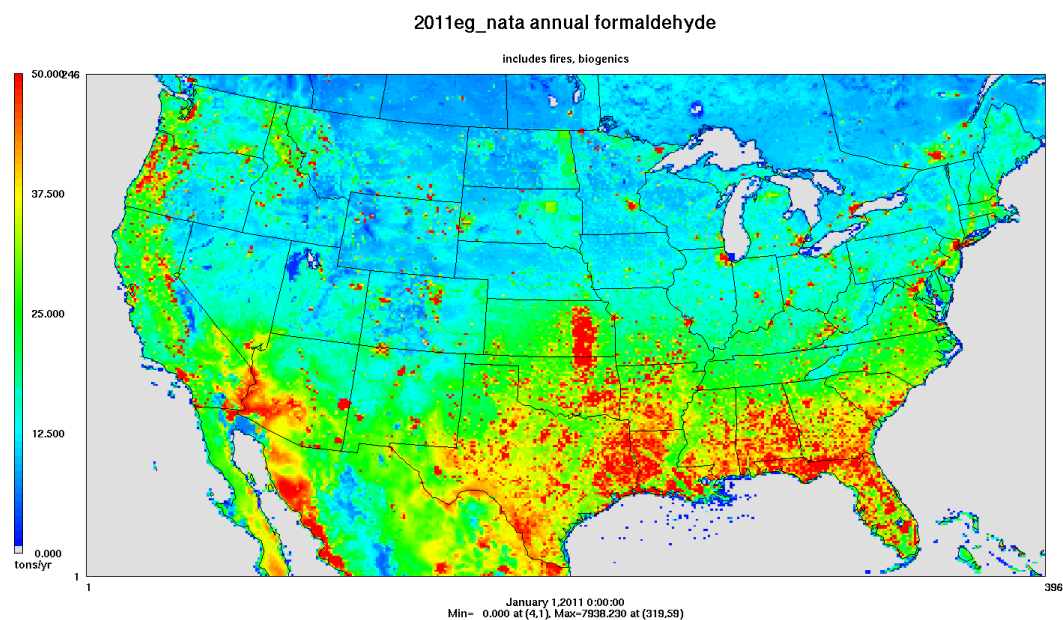 2011eg_nata annual formaldehyde
includes fires, biogenics
50.000
246
37.500
25.000
12.500
0.000
tons/yr
1
1
396
January 1,2011 0:00:00
Min= 0.000 at (4,1), Max=7938.230 at (319,59)